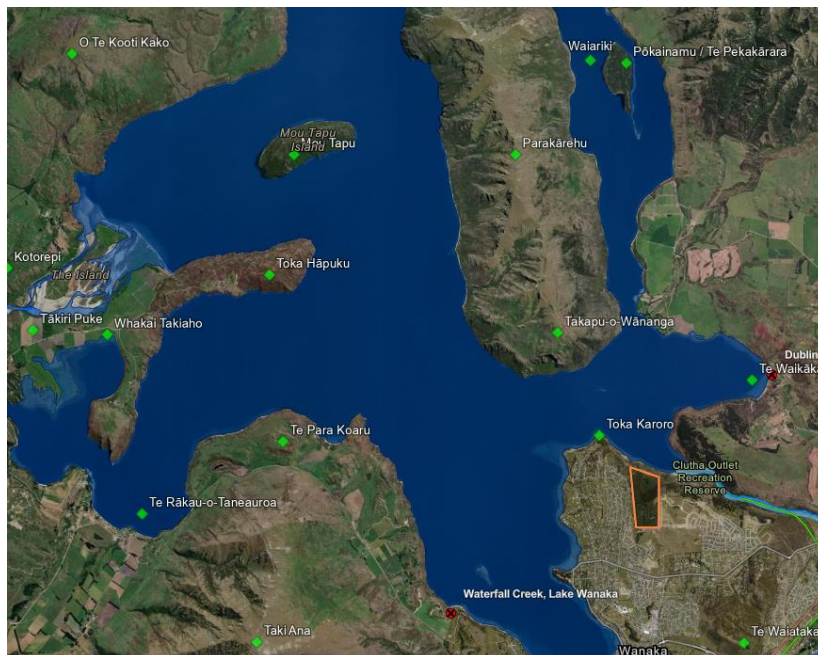 O Te Kooti Kako
Waiariki
Pōkainamu / Te Pekakārara
Mou Tapu
Island
Mou Tapu
Parakārehu
Kotorepi
The Island
Toka Hāpuku
Tākiri Puke
Whakai Takiaho
Takapu-o-Wānanga
Dublin
Te Waikāka
Te Para Koaru
Toka Karoro
Clutha Outlet
Recreation
Reserve
Te Rākau-o-Taneauroa
Waterfall Creek, Lake Wanaka
Taki Ana
Wanaka
Te Waiataka